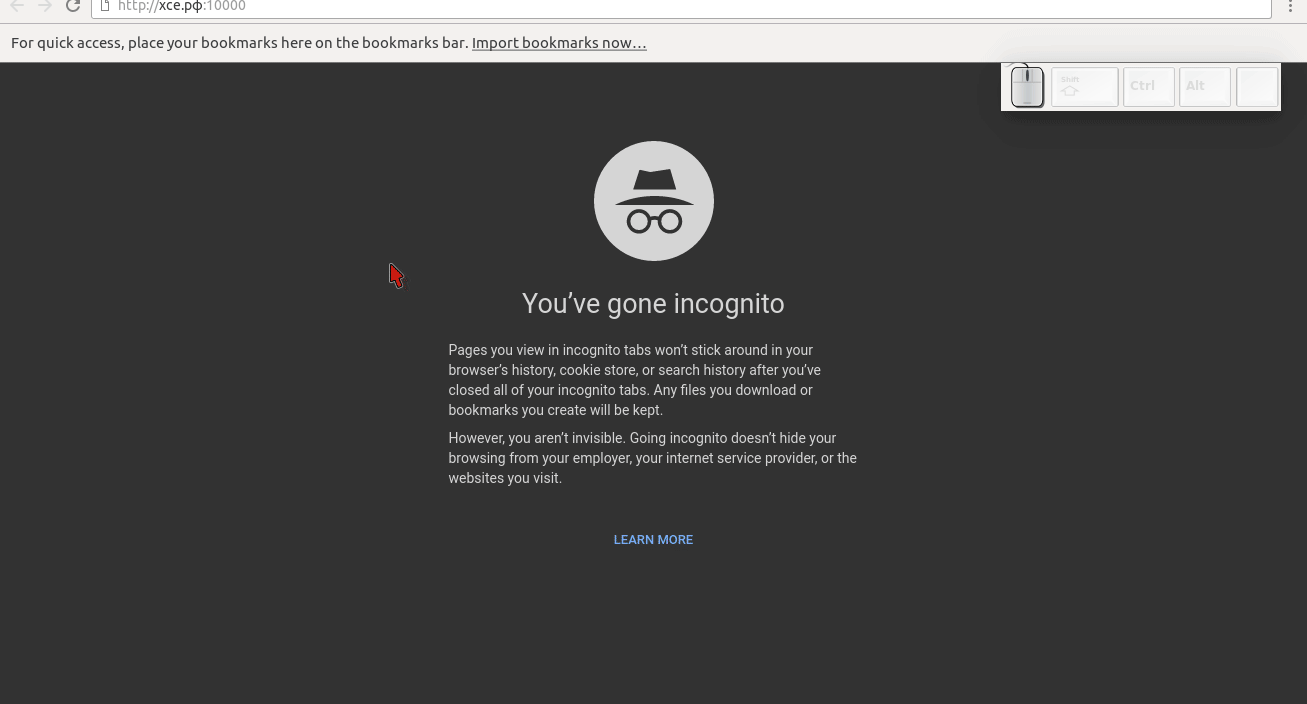 http://хсе.рф:10000
For quick access, place your bookmarks here on the bookmarks bar. Import bookmarks now…
Shift
Ctrl
Alt
You’ve gone incognito
Pages you view in incognito tabs won’t stick around in your
browser’s history, cookie store, or search history after you’ve
closed all of your incognito tabs. Any files you download or
bookmarks you create will be kept.
However, you aren’t invisible. Going incognito doesn’t hide your
browsing from your employer, your internet service provider, or the
websites you visit.
LEARN MORE